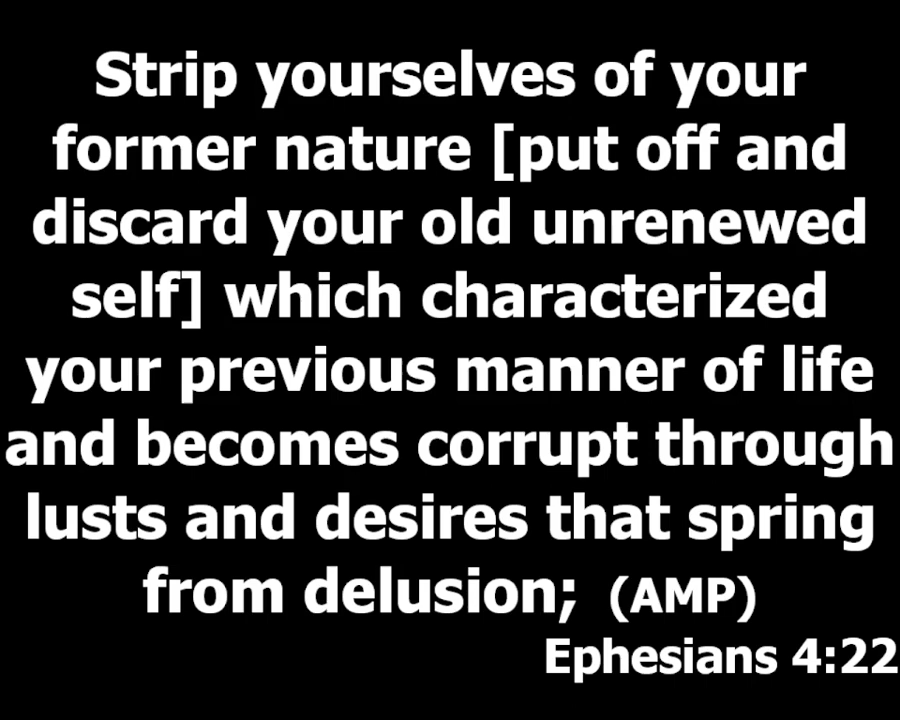 Strip yourselves of your
former nature [put off and
discard your old unrenewed
self] which characterized
your previous manner of life
and becomes corrupt through
lusts and desires that spring
from delusion; (AMP)
Ephesians 4:22